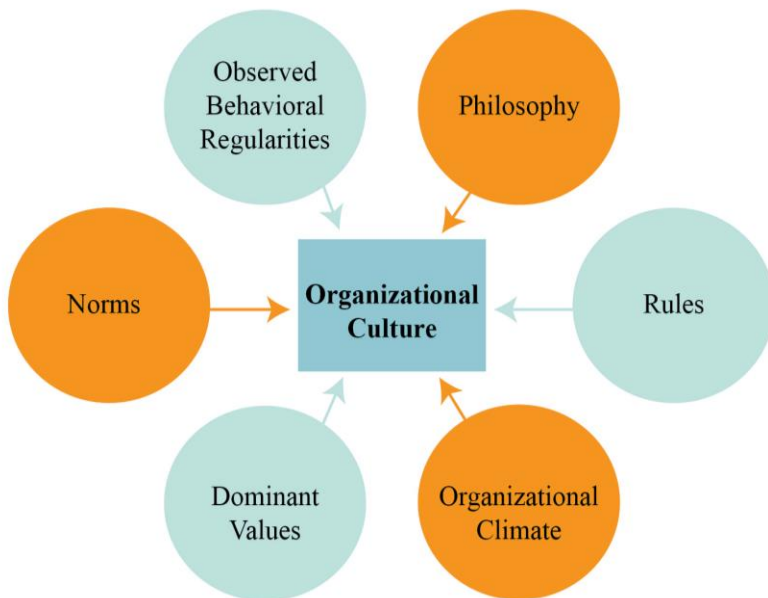 Observed
Behavioral
Regularities
Philosophy
Norms
Organizational
Culture
Rules
Dominant
Values
Organizational
Climate